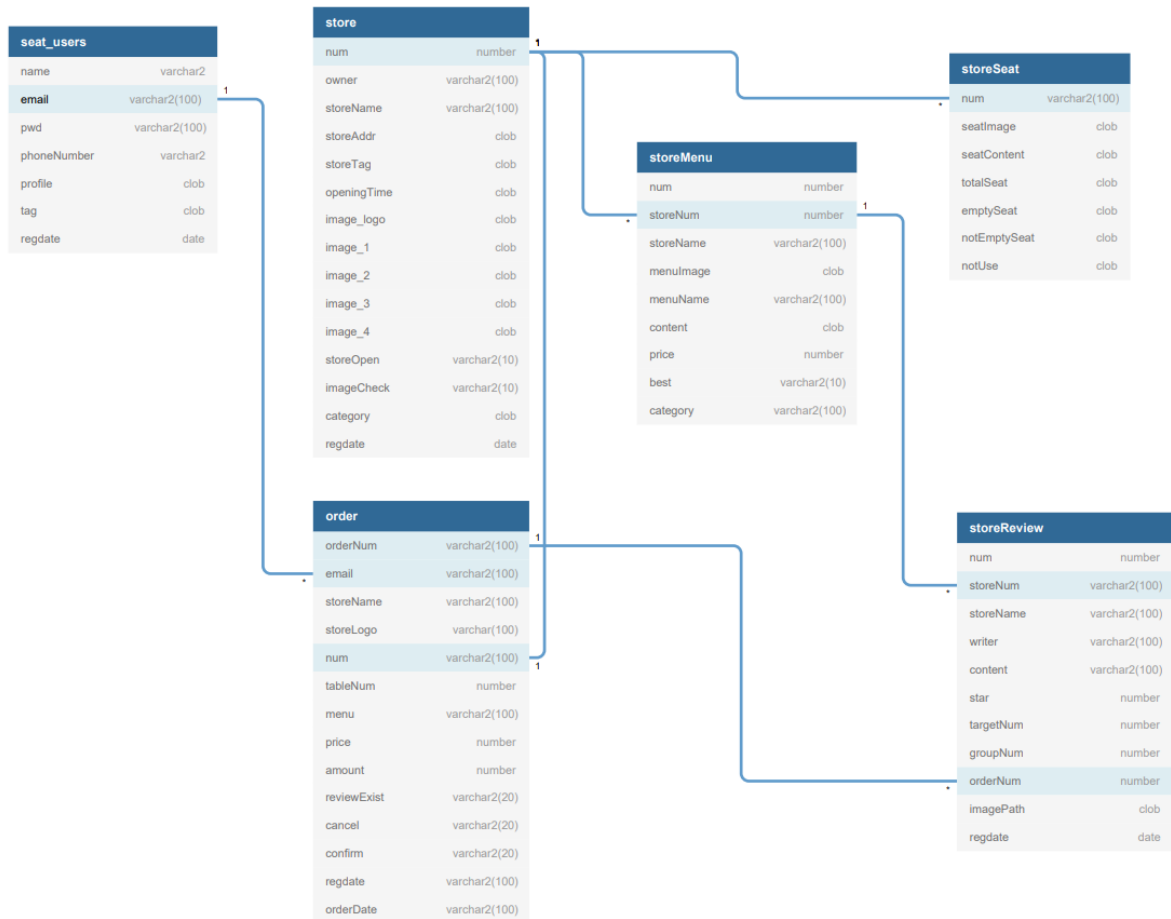 seat_users
name varchar2
email varchar2(100)
pwd varchar2(100)
phoneNumber varchar2
profile clob
tag clob
regdate date
1
*
store
num number
owner varchar2(100)
storeName varchar2(100)
storeAddr clob
storeTag clob
openingTime clob
image_logo clob
image_1 clob
image_2 clob
image_3 clob
image_4 clob
storeOpen varchar2(10)
imageCheck varchar2(10)
category clob
regdate date
1
*
storeMenu
num number
storeNum number
storeName varchar2(100)
menuImage clob
menuName varchar2(100)
content clob
price number
best varchar2(10)
category varchar2(100)
1
*
storeSeat
num varchar2(100)
seatImage clob
seatContent clob
totalSeat clob
emptySeat clob
notEmptySeat clob
notUse clob
*
order
orderNum varchar2(100)
email varchar2(100)
storeName varchar2(100)
storeLogo varchar(100)
num varchar2(100)
tableNum number
menu varchar2(100)
price number
amount number
reviewExist varchar2(20)
cancel varchar2(20)
confirm varchar2(20)
regdate varchar2(100)
orderDate varchar2(100)
1
1
storeReview
num number
storeNum varchar2(100)
storeName varchar2(100)
writer varchar2(100)
content varchar2(100)
star number
targetNum number
groupNum number
orderNum number
imagePath clob
regdate date
*
*